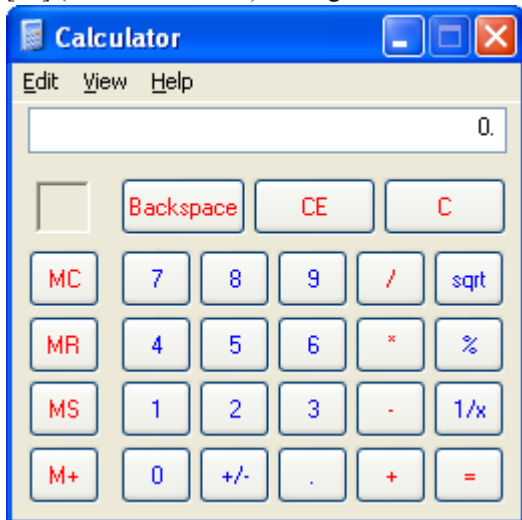 Calculator
Edit View Help
0.
Backspace CE C
MC 7 8 9 / sqrt
MR 4 5 6 * %
MS 1 2 3 - 1/x
M+ 0 +/- . + =